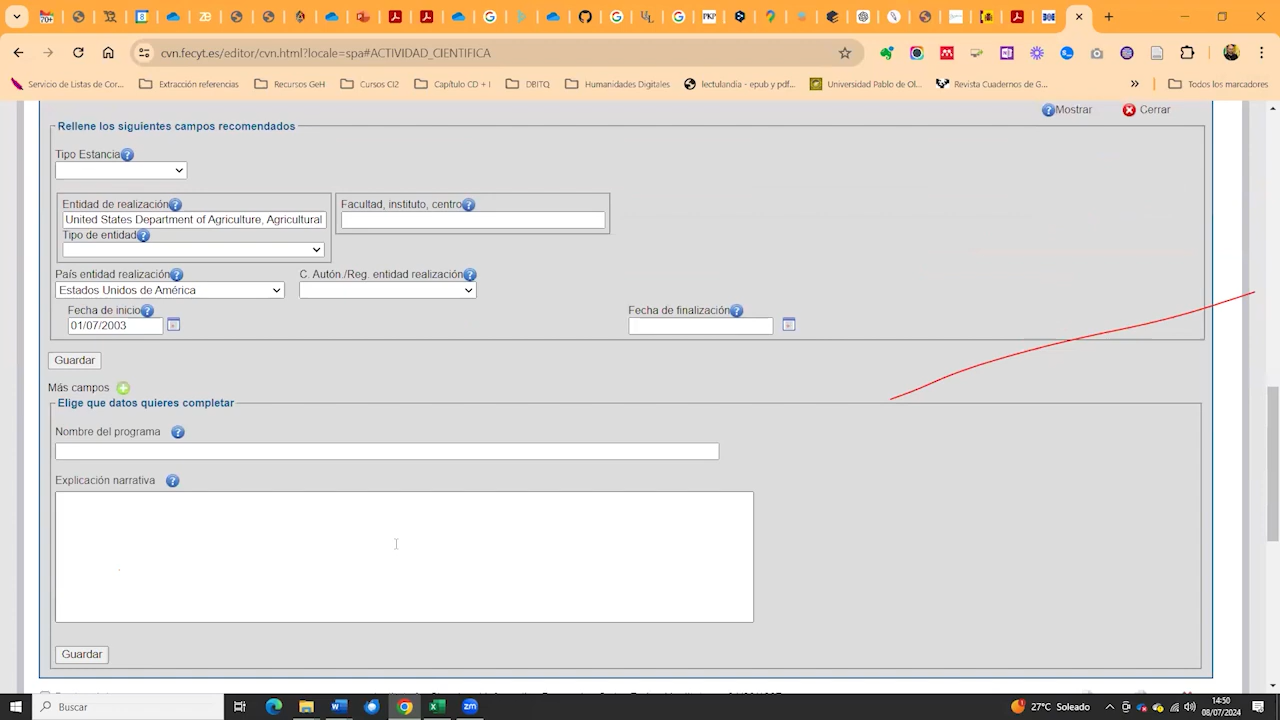 70+
cvn.fecyt.es/editor/cvn.html?locale=spa#ACTIVIDAD_CIENTIFICA
Servicio de Listas de Cor...
Extracción referencias
Recursos GeH
Cursos CI2
Capítulo CD + I
DBITQ
Humanidades Digitales
lectulandia - epub y pdf...
Universidad Pablo de Ol...
Revista Cuadernos de G...
Todos los marcadores
Mostrar
Cerrar
Rellene los siguientes campos recomendados
Tipo Estancia
Entidad de realización
Facultad, instituto, centro
United States Department of Agriculture, Agricultural
Tipo de entidad
País entidad realización
C. Autón./Reg. entidad realización
Estados Unidos de América
Fecha de inicio
Fecha de finalización
01/07/2003
Guardar
Más campos
Elige que datos quieres completar
Nombre del programa
Explicación narrativa
Guardar
Buscar
27°C Soleado
14:50
08/07/2024